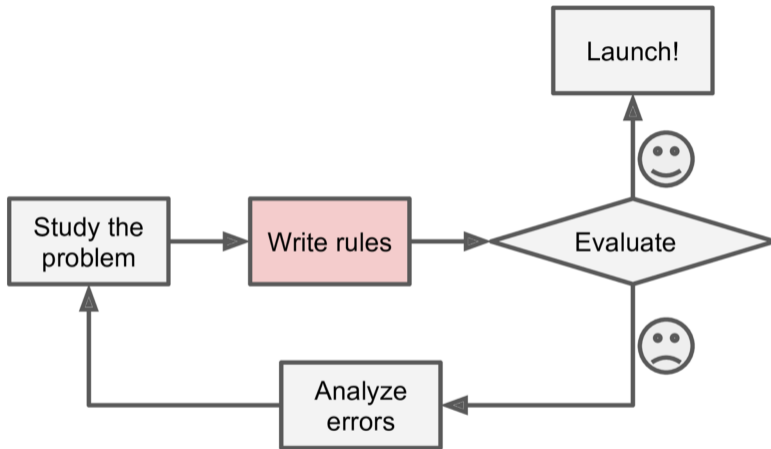 Launch!
Study the
problem
Write rules
Evaluate
Analyze
errors